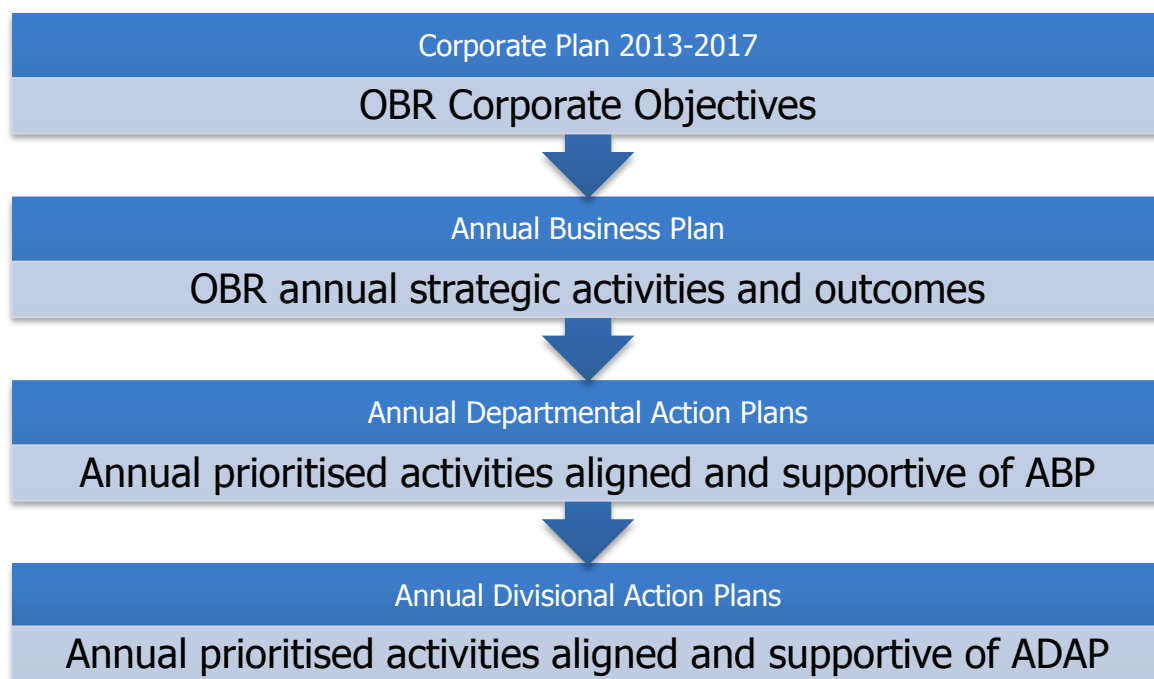 Corporate Plan 2013-2017
OBR Corporate Objectives
Annual Business Plan
OBR annual strategic activities and outcomes
Annual Departmental Action Plans
Annual prioritised activities aligned and supportive of ABP
Annual Divisional Action Plans
Annual prioritised activities aligned and supportive of ADAP